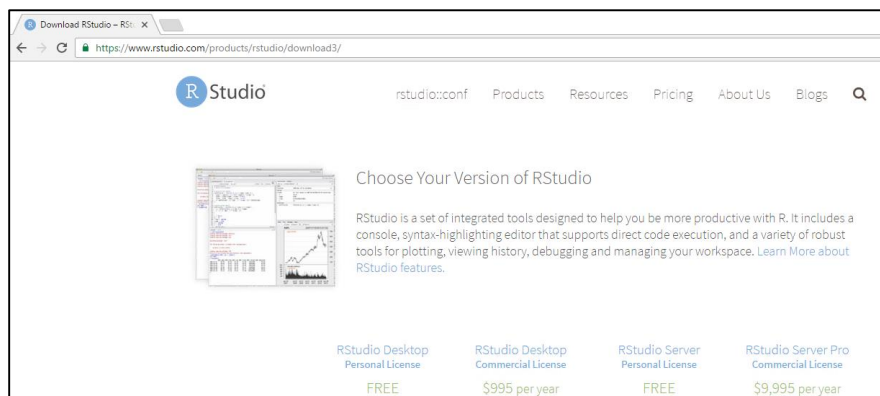 Download RStudio – RSt
https://www.rstudio.com/products/rstudio/download3/
R Studio
rstudio::conf Products Resources Pricing About Us Blogs
Choose Your Version of RStudio
RStudio is a set of integrated tools designed to help you be more productive with R. It includes a
console, syntax-highlighting editor that supports direct code execution, and a variety of robust
tools for plotting, viewing history, debugging and managing your workspace. Learn More about
RStudio features.
RStudio Desktop RStudio Desktop RStudio Server RStudio Server Pro
Personal License Commercial License Personal License Commercial License
FREE $995 per year FREE $9,995 per year